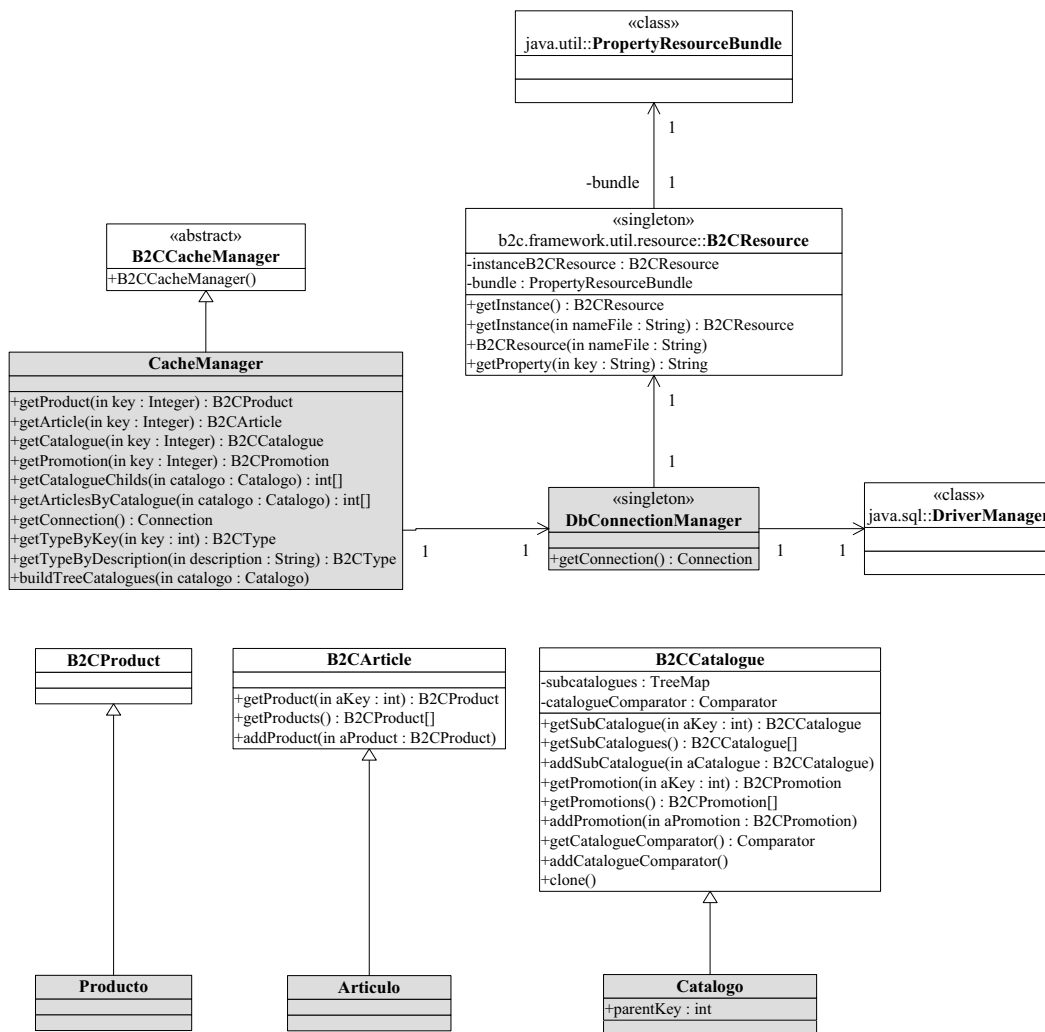 «class»
java.util::PropertyResourceBundle
1
-bundle
1
«singleton»
b2c.framework.util.resource::B2CResource
-instanceB2CResource : B2CResource
-bundle : PropertyResourceBundle
+getInstance() : B2CResource
+getInstance(in nameFile : String) : B2CResource
+B2CResource(in nameFile : String)
+getProperty(in key : String) : String
«abstract»
B2CCacheManager
+B2CCacheManager()
CacheManager
+getProduct(in key : Integer) : B2CProduct
+getArticle(in key : Integer) : B2CArticle
+getCatalogue(in key : Integer) : B2CCatalogue
+getPromotion(in key : Integer) : B2CPromotion
+getCatalogueChilds(in catalogo : Catalogo) : int[]
+getArticlesByCatalogue(in catalogo : Catalogo) : int[]
+getConnection() : Connection
+getTypeByKey(in key : int) : B2CType
+getTypeByDescription(in description : String) : B2CType
+buildTreeCatalogues(in catalogo : Catalogo)
1
1
1
1
«singleton»
DbConnectionManager
+getConnection() : Connection
1
1
«class»
java.sql::DriverManager
B2CProduct
B2CArticle
+getProduct(in aKey : int) : B2CProduct
+getProducts() : B2CProduct[]
+addProduct(in aProduct : B2CProduct)
B2CCatalogue
-subcatalogues : TreeMap
-catalogueComparator : Comparator
+getSubCatalogue(in aKey : int) : B2CCatalogue
+getSubCatalogues() : B2CCatalogue[]
+addSubCatalogue(in aCatalogue : B2CCatalogue)
+getPromotion(in aKey : int) : B2CPromotion
+getPromotions() : B2CPromotion[]
+addPromotion(in aPromotion : B2CPromotion)
+getCatalogueComparator() : Comparator
+addCatalogueComparator()
+clone()
Producto
Articulo
Catalogo
+parentKey : int